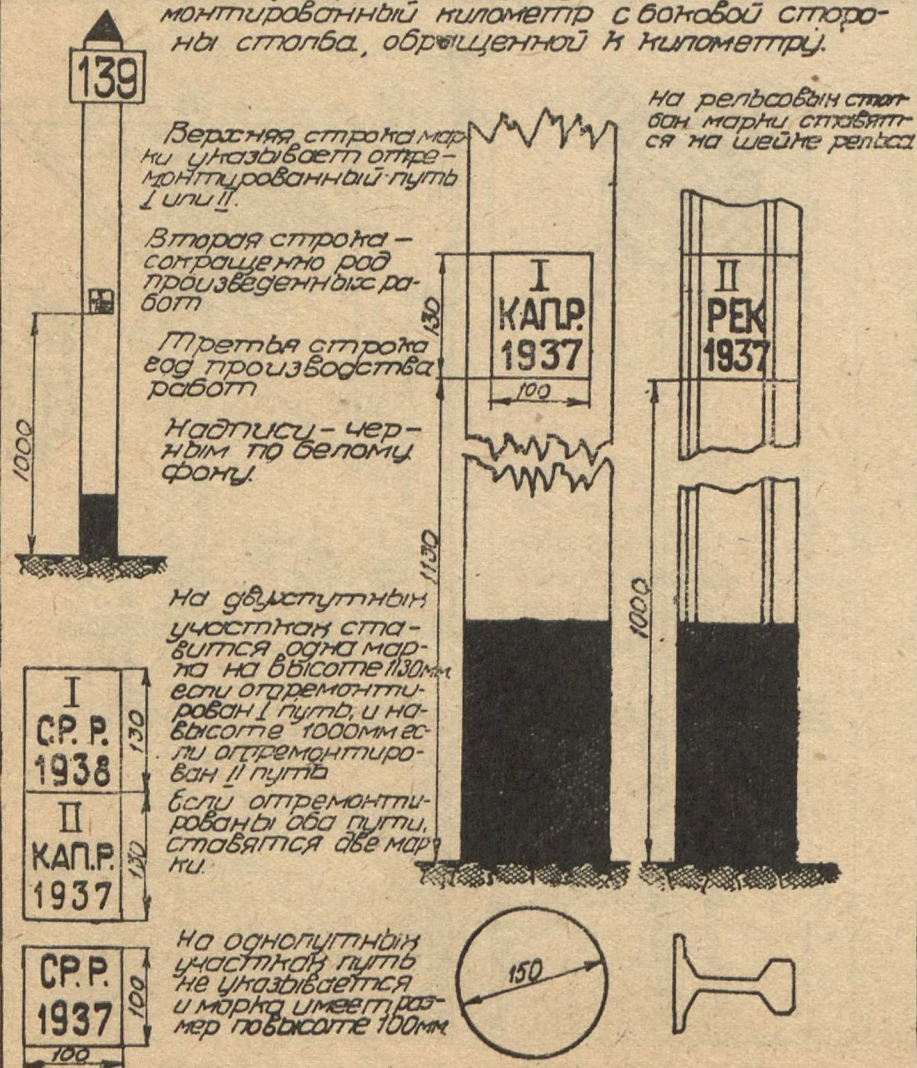 монтированный километр с боковой сторо-
ны столба, обращенной к километру.
139
Верхняя строка мар-
ки указывает отре-
монтированный путь
I или II.
Вторая строка -
сокращенно род
произведенных ра-
бот
Третья строка
год производства
работ
Надписи - чер-
ным по белому
фону.
1000
На рельсовых стол-
бах марки ставят-
ся на шейке рельса
I
КАП.Р.
1937
130
100
1130
II
РЕК
1937
1000
На двухпутных
участках ста-
вится одна мар-
ка на высоте 1130мм
если отремонти-
рован I путь, и на
высоте 1000мм ес-
ли отремонтиро-
ван II путь
Если отремонти-
рованы оба пути,
ставятся две мар
ки.
I
СР. Р.
1938
130
II
КАП.Р.
1937
130
СР. Р.
1937
100
100
На однопутных
участках путь
не указывается
и марка имеет раз-
мер по высоте 100мм
150